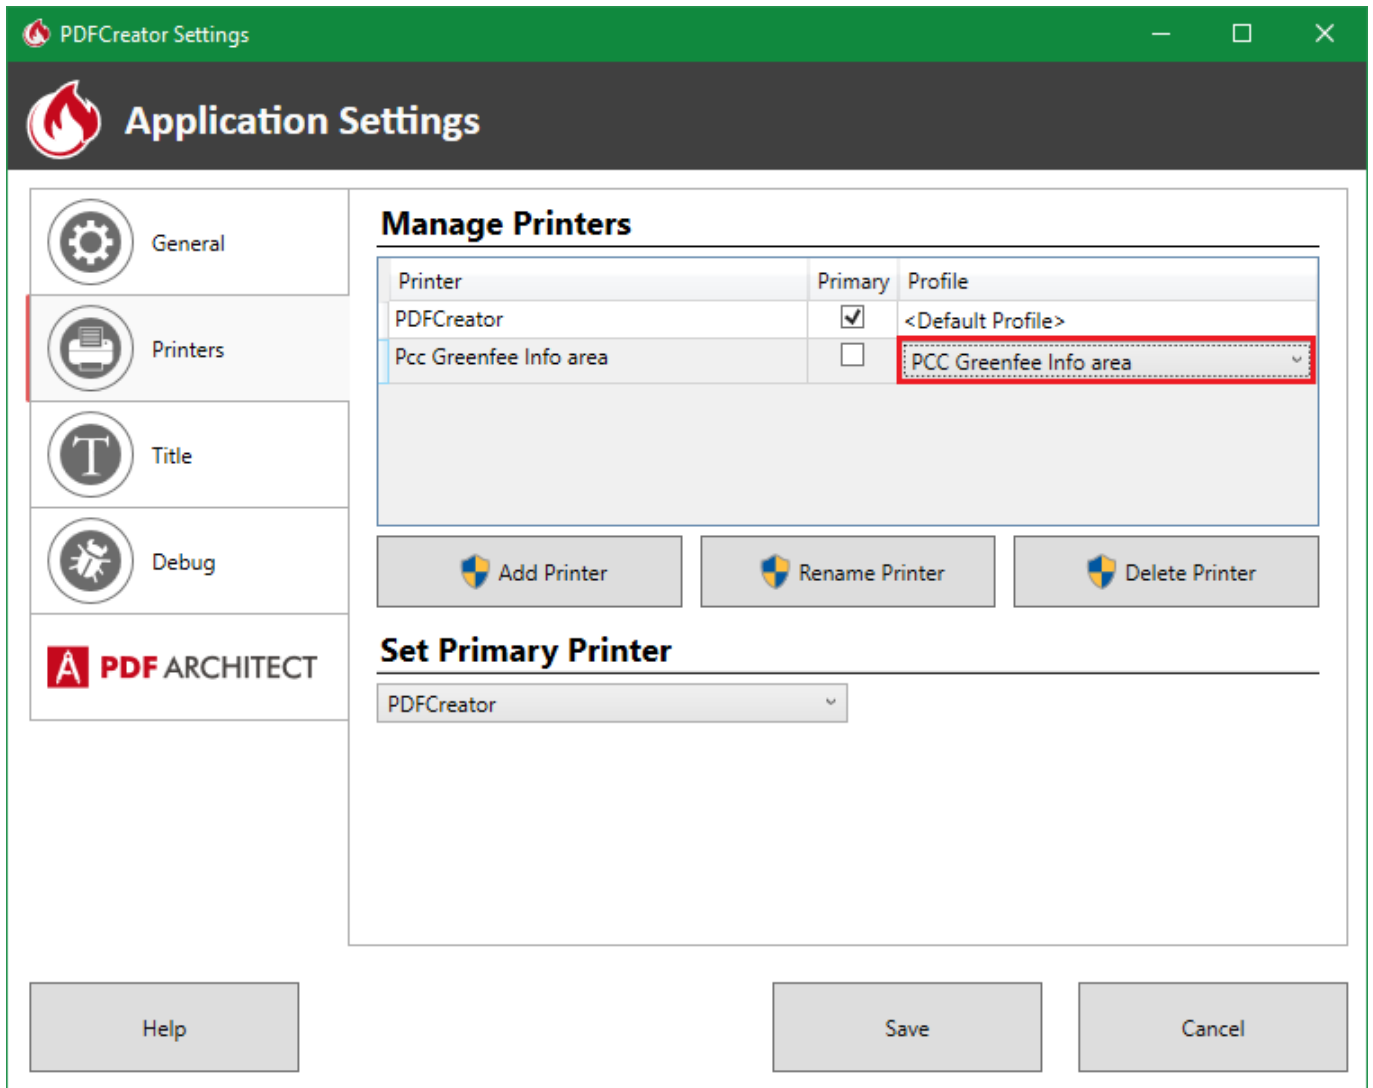 PDFCreator Settings
Application Settings
General
Printers
Title
Debug
PDF ARCHITECT
Manage Printers
Printer Primary Profile
PDFCreator <Default Profile>
Pcc Greenfee Info area PCC Greenfee Info area
Add Printer Rename Printer Delete Printer
Set Primary Printer
PDFCreator
Help Save Cancel